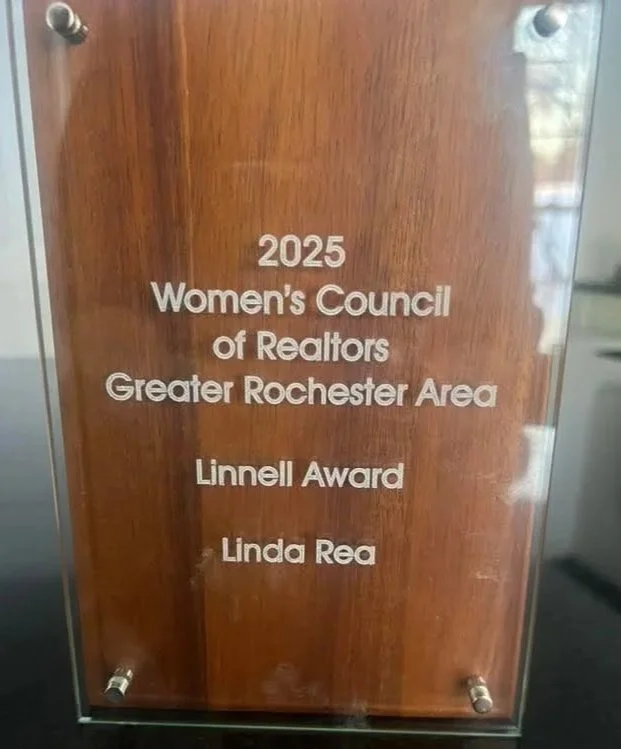 2025
Women's Council
of Realtors
Greater Rochester Area
Linnell Award
Linda Rea